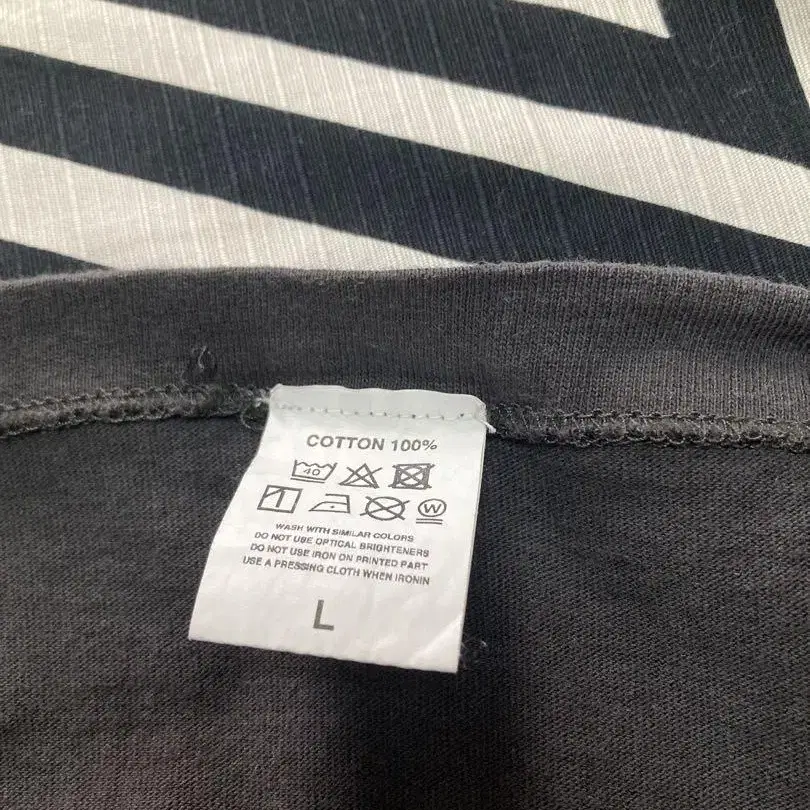 COTTON 100%
40
W
WASH WITH SIMILAR COLORS
DO NOT USE OPTICAL BRIGHTENERS
DO NOT USE IRON ON PRINTED PART
USE A PRESSING CLOTH WHEN IRONIN
L